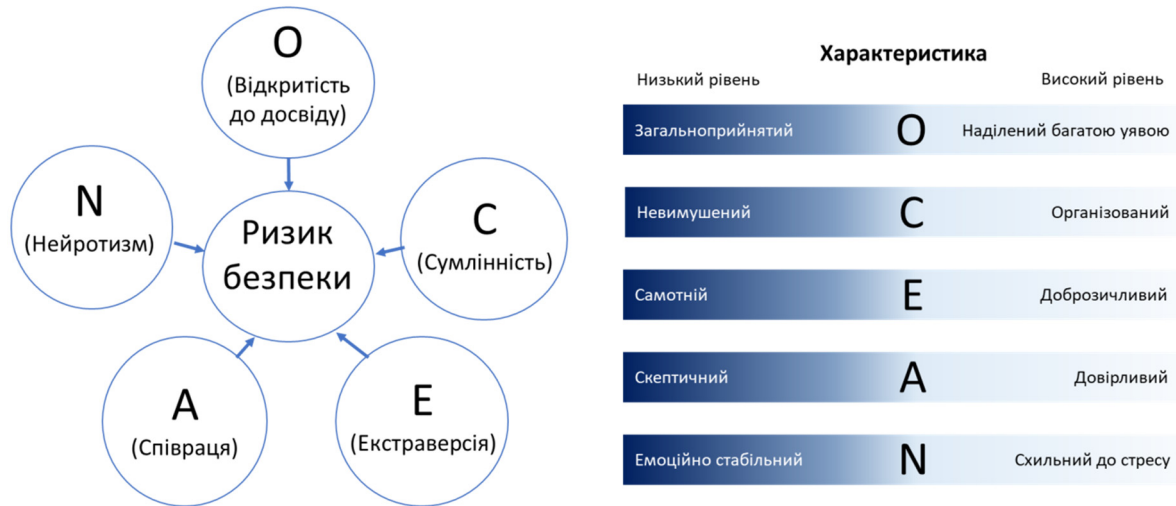 O
(Відкритість
до досвіду)
N
(Нейротизм)
Ризик
безпеки
C
(Сумлінність)
A
(Співраця)
E
(Екстраверсія)
Характеристика
Низький рівень
Високий рівень
Загальноприйнятий O Наділений багатою уявою
Невимушений C Організований
Самотній E Доброзичливий
Скептичний A Довірливий
Емоційно стабільний N Схильний до стресу